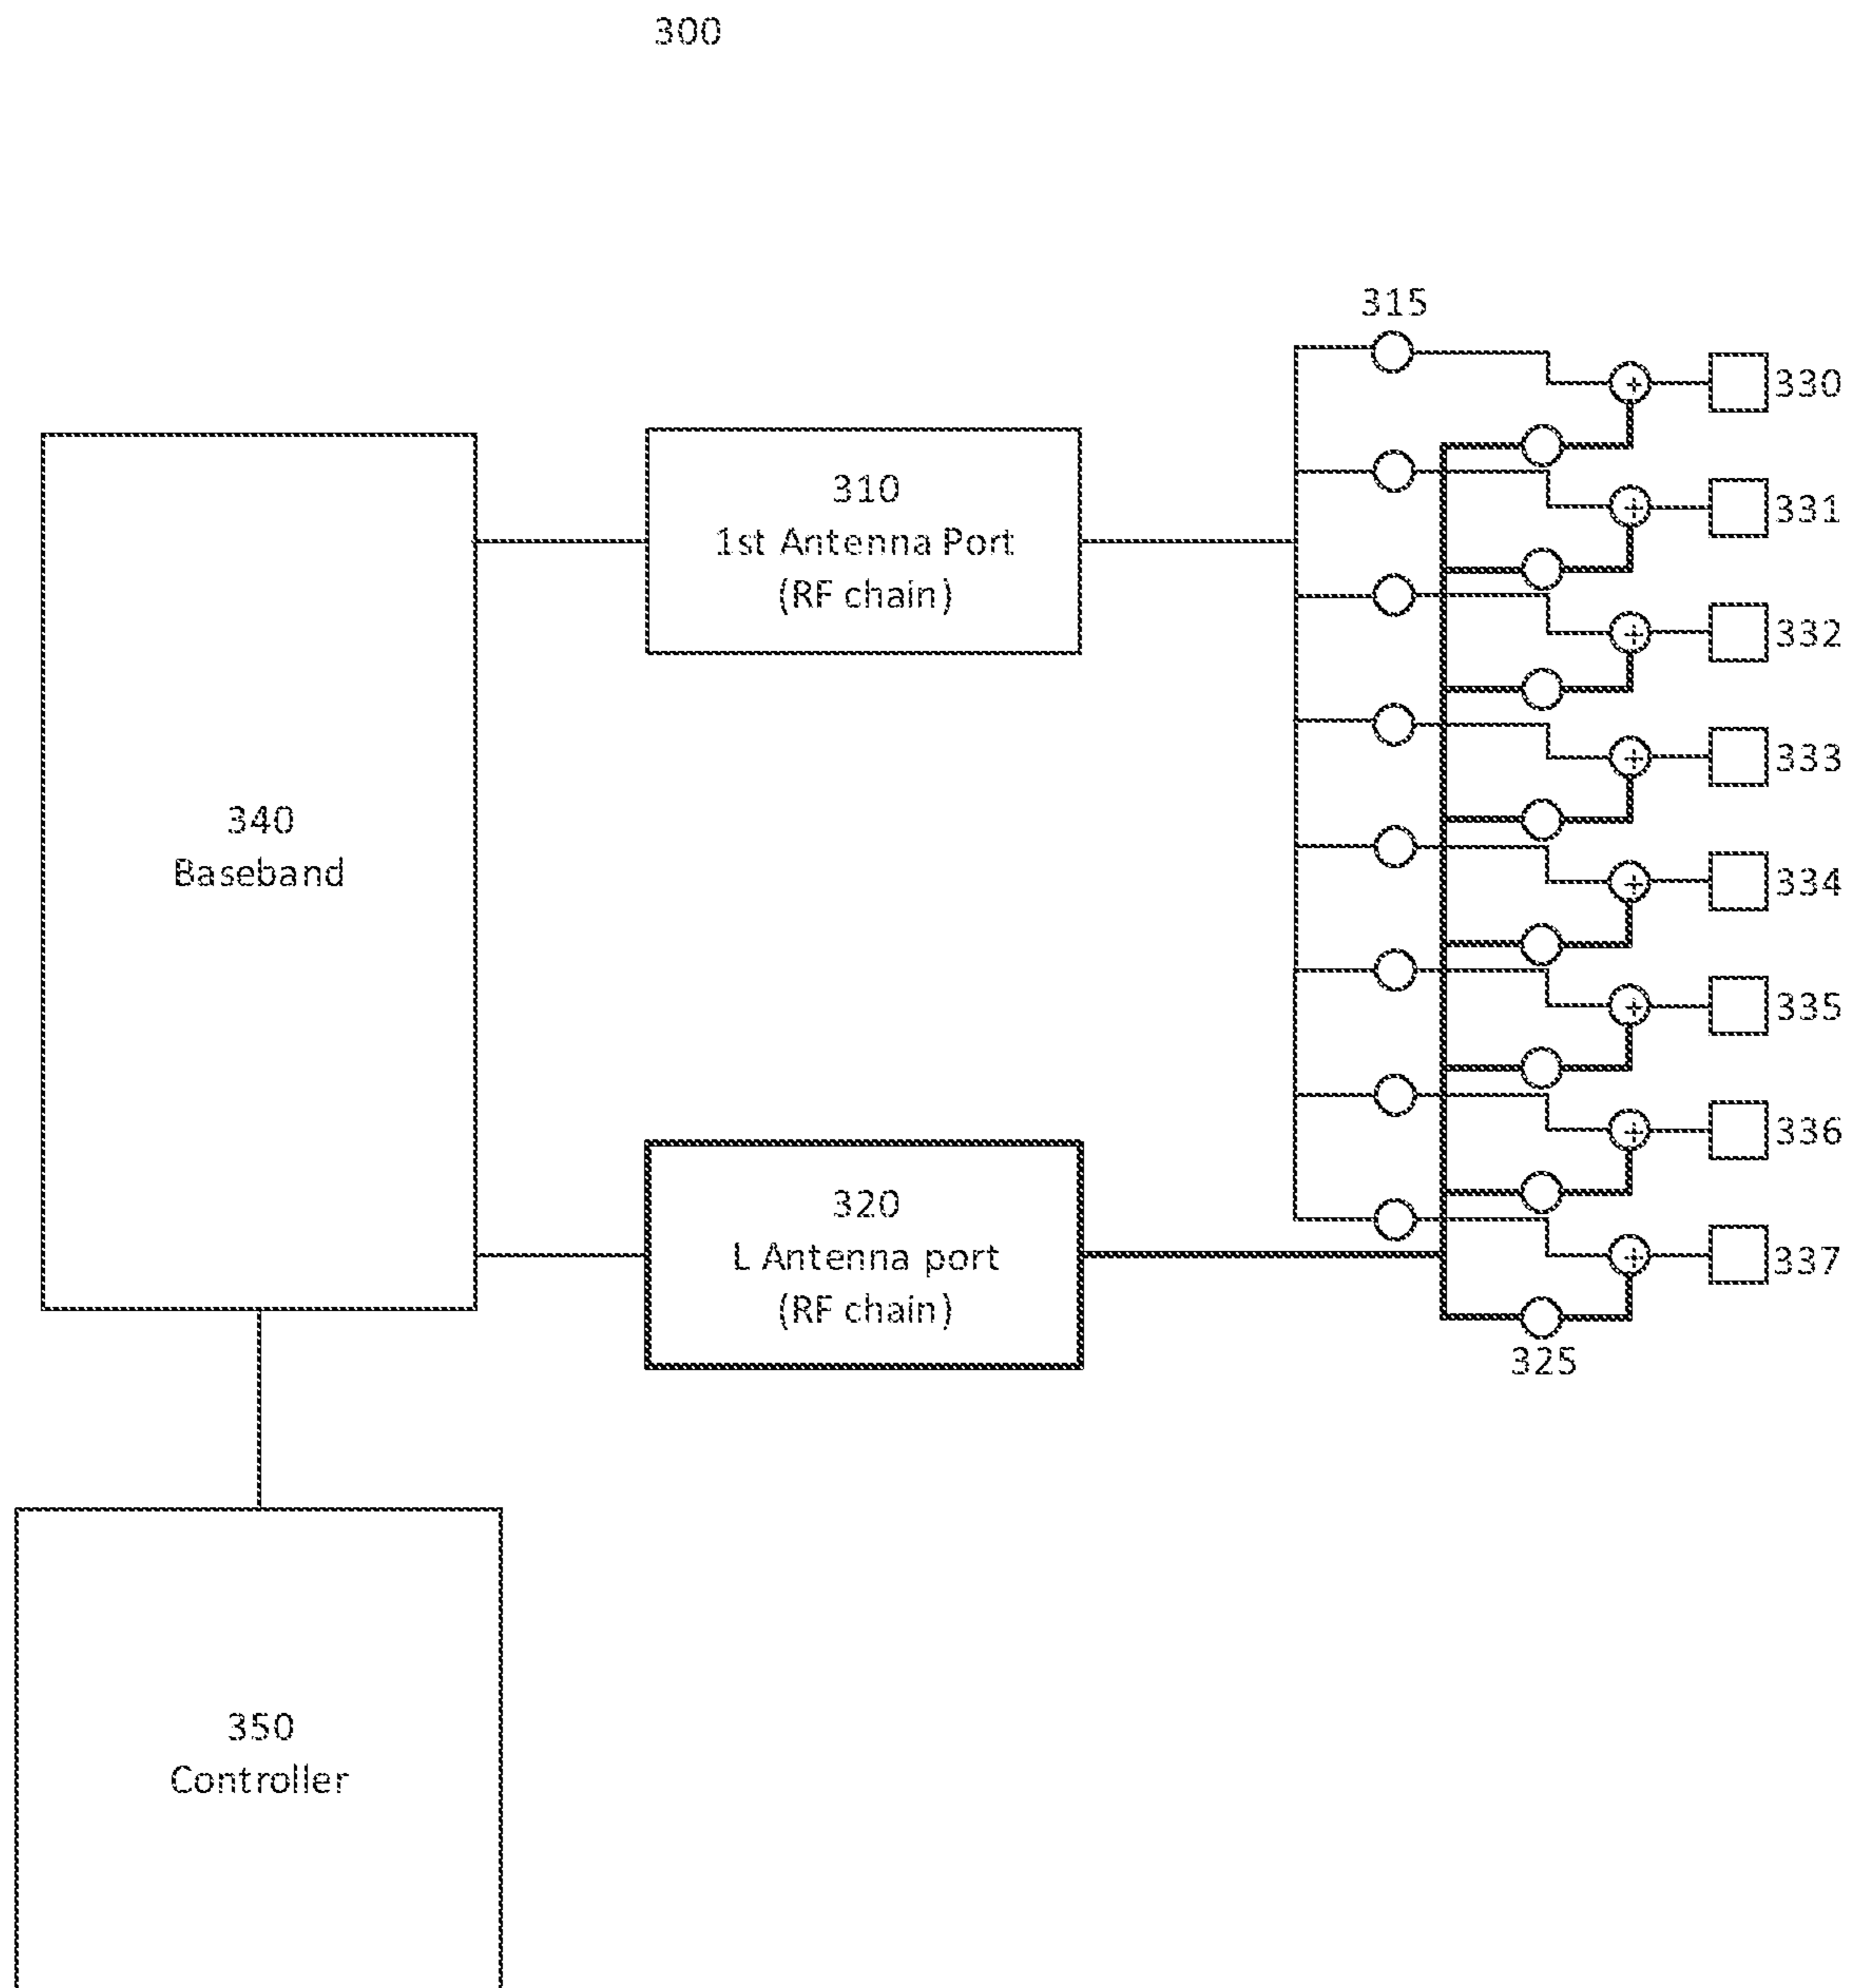 300
315
330
331
332
333
334
335
336
337
325
310
1st Antenna Port
(RF chain)
340
Baseband
320
L Antenna port
(RF chain)
350
Controller